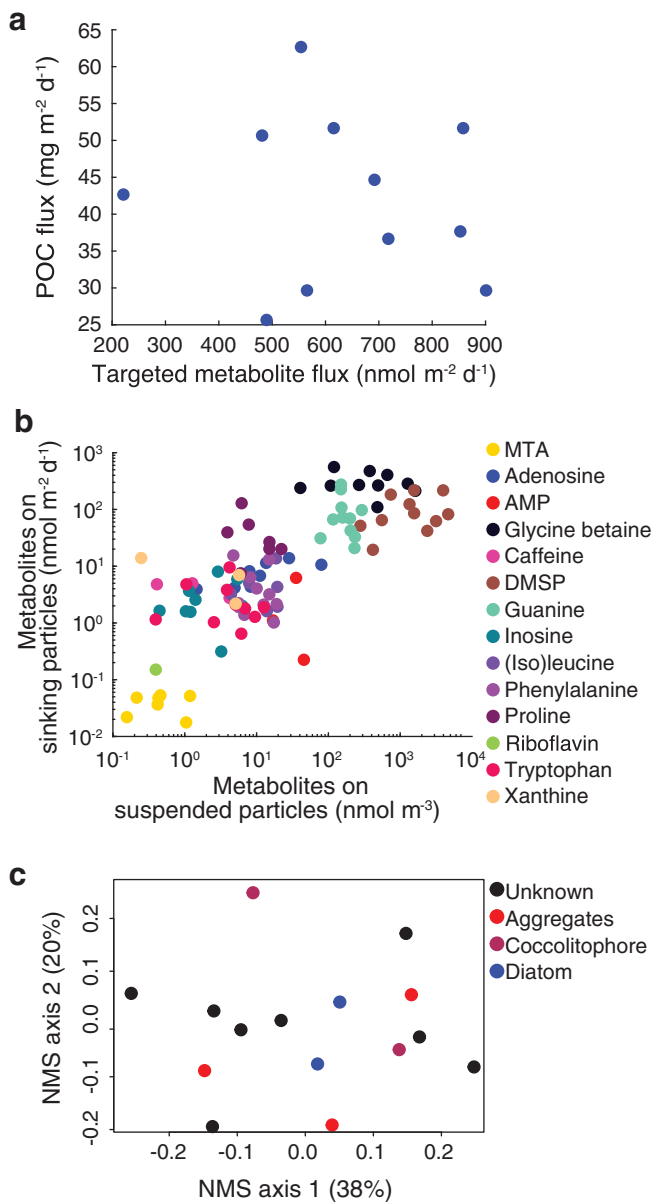 a
POC flux (mg m⁻² d⁻¹)
65
60
55
50
45
40
35
30
25
200 300 400 500 600 700 800 900
Targeted metabolite flux (nmol m⁻² d⁻¹)
b
Metabolites on
sinking particles (nmol m⁻² d⁻¹)
10³
10²
10¹
10⁰
10⁻¹
10⁻²
10⁻¹ 10⁰ 10¹ 10² 10³ 10⁴
Metabolites on
suspended particles (nmol m⁻³)
MTA
Adenosine
AMP
Glycine betaine
Caffeine
DMSP
Guanine
Inosine
(Iso)leucine
Phenylalanine
Proline
Riboflavin
Tryptophan
Xanthine
c
NMS axis 2 (20%)
0.2
0.1
0.0
-0.1
-0.2
-0.2 -0.1 0.0 0.1 0.2
NMS axis 1 (38%)
Unknown
Aggregates
Coccolitophore
Diatom